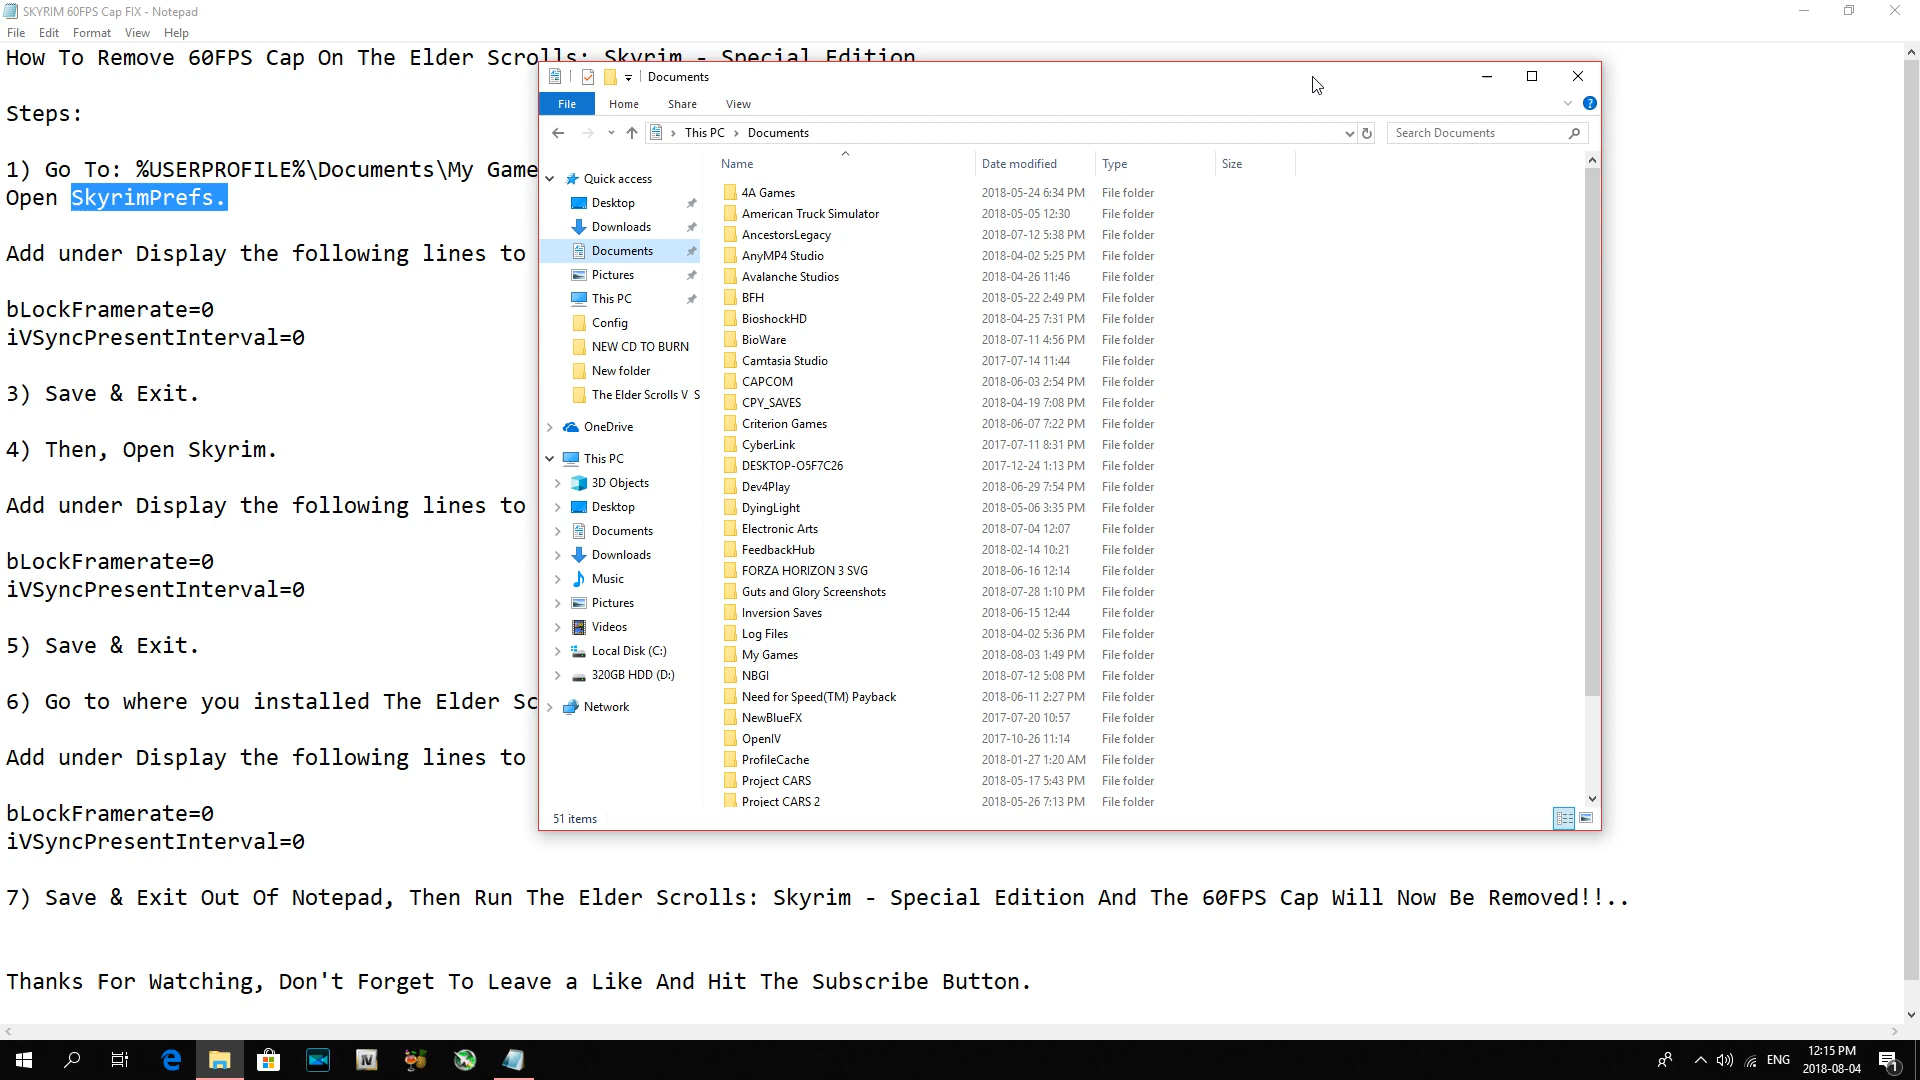 SKYRIM 60FPS Cap FIX - Notepad
File Edit Format View Help
How To Remove 60FPS Cap On The Elder Scrolls: Skyrim - Special Edition
Steps:
1) Go To: %USERPROFILE%\Documents\My Game
Open SkyrimPrefs.
Add under Display the following lines to
bLockFramerate=0
iVSyncPresentInterval=0
3) Save & Exit.
4) Then, Open Skyrim.
Add under Display the following lines to
bLockFramerate=0
iVSyncPresentInterval=0
5) Save & Exit.
6) Go to where you installed The Elder Sc
Add under Display the following lines to
bLockFramerate=0
iVSyncPresentInterval=0
7) Save & Exit Out Of Notepad, Then Run The Elder Scrolls: Skyrim - Special Edition And The 60FPS Cap Will Now Be Removed!!..
Thanks For Watching, Don't Forget To Leave a Like And Hit The Subscribe Button.
Documents
File Home Share View
This PC Documents
Search Documents
Quick access
Desktop
Downloads
Documents
Pictures
This PC
Config
NEW CD TO BURN
New folder
The Elder Scrolls V S
OneDrive
This PC
3D Objects
Desktop
Documents
Downloads
Music
Pictures
Videos
Local Disk (C:)
320GB HDD (D:)
Network
Name Date modified Type Size
4A Games 2018-05-24 6:34 PM File folder
American Truck Simulator 2018-05-05 12:30 File folder
AncestorsLegacy 2018-07-12 5:38 PM File folder
AnyMP4 Studio 2018-04-02 5:25 PM File folder
Avalanche Studios 2018-04-26 11:46 File folder
BFH 2018-05-22 2:49 PM File folder
BioshockHD 2018-04-25 7:31 PM File folder
BioWare 2018-07-11 4:56 PM File folder
Camtasia Studio 2017-07-14 11:44 File folder
CAPCOM 2018-06-03 2:54 PM File folder
CPY_SAVES 2018-04-19 7:08 PM File folder
Criterion Games 2018-06-07 7:22 PM File folder
CyberLink 2017-07-11 8:31 PM File folder
DESKTOP-O5F7C26 2017-12-24 1:13 PM File folder
Dev4Play 2018-06-29 7:54 PM File folder
DyingLight 2018-05-06 3:35 PM File folder
Electronic Arts 2018-07-04 12:07 File folder
FeedbackHub 2018-02-14 10:21 File folder
FORZA HORIZON 3 SVG 2018-06-16 12:14 File folder
Guts and Glory Screenshots 2018-07-28 1:10 PM File folder
Inversion Saves 2018-06-15 12:44 File folder
Log Files 2018-04-02 5:36 PM File folder
My Games 2018-08-03 1:49 PM File folder
NBGI 2018-07-12 5:08 PM File folder
Need for Speed(TM) Payback 2018-06-11 2:27 PM File folder
NewBlueFX 2017-07-20 10:57 File folder
OpenIV 2017-10-26 11:14 File folder
ProfileCache 2018-01-27 1:20 AM File folder
Project CARS 2018-05-17 5:43 PM File folder
Project CARS 2 2018-05-26 7:13 PM File folder
51 items
IV
ENG
12:15 PM
2018-08-04
1